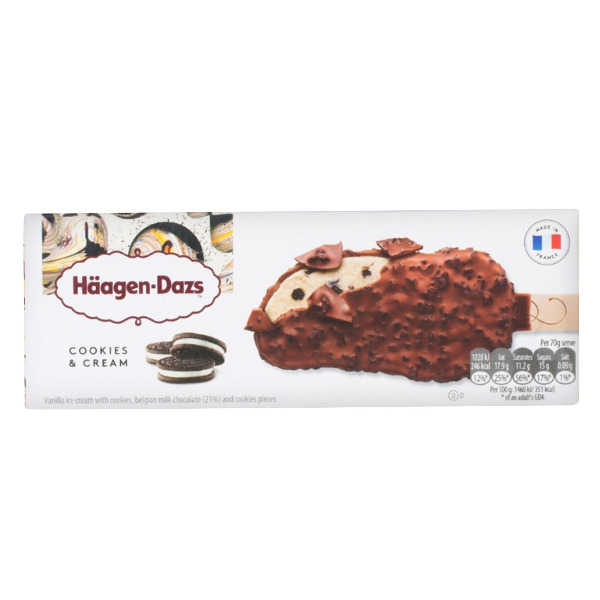 Häagen-Dazs™
COOKIES
& CREAM
Vanilla ice cream with cookies, belgian milk chocolate (21%) and cookies pieces
MADE IN
FRANCE
Per 70g serve
1028 kJ
246 kcal
12%*
Fat
17.9g
25%*
Saturates
11.2g
56%*
Sugars
15g
17%*
Salt
0.09g
1%*
Per 100g: 1460 kJ/351 kcal)
* of an adult's GDA
U D